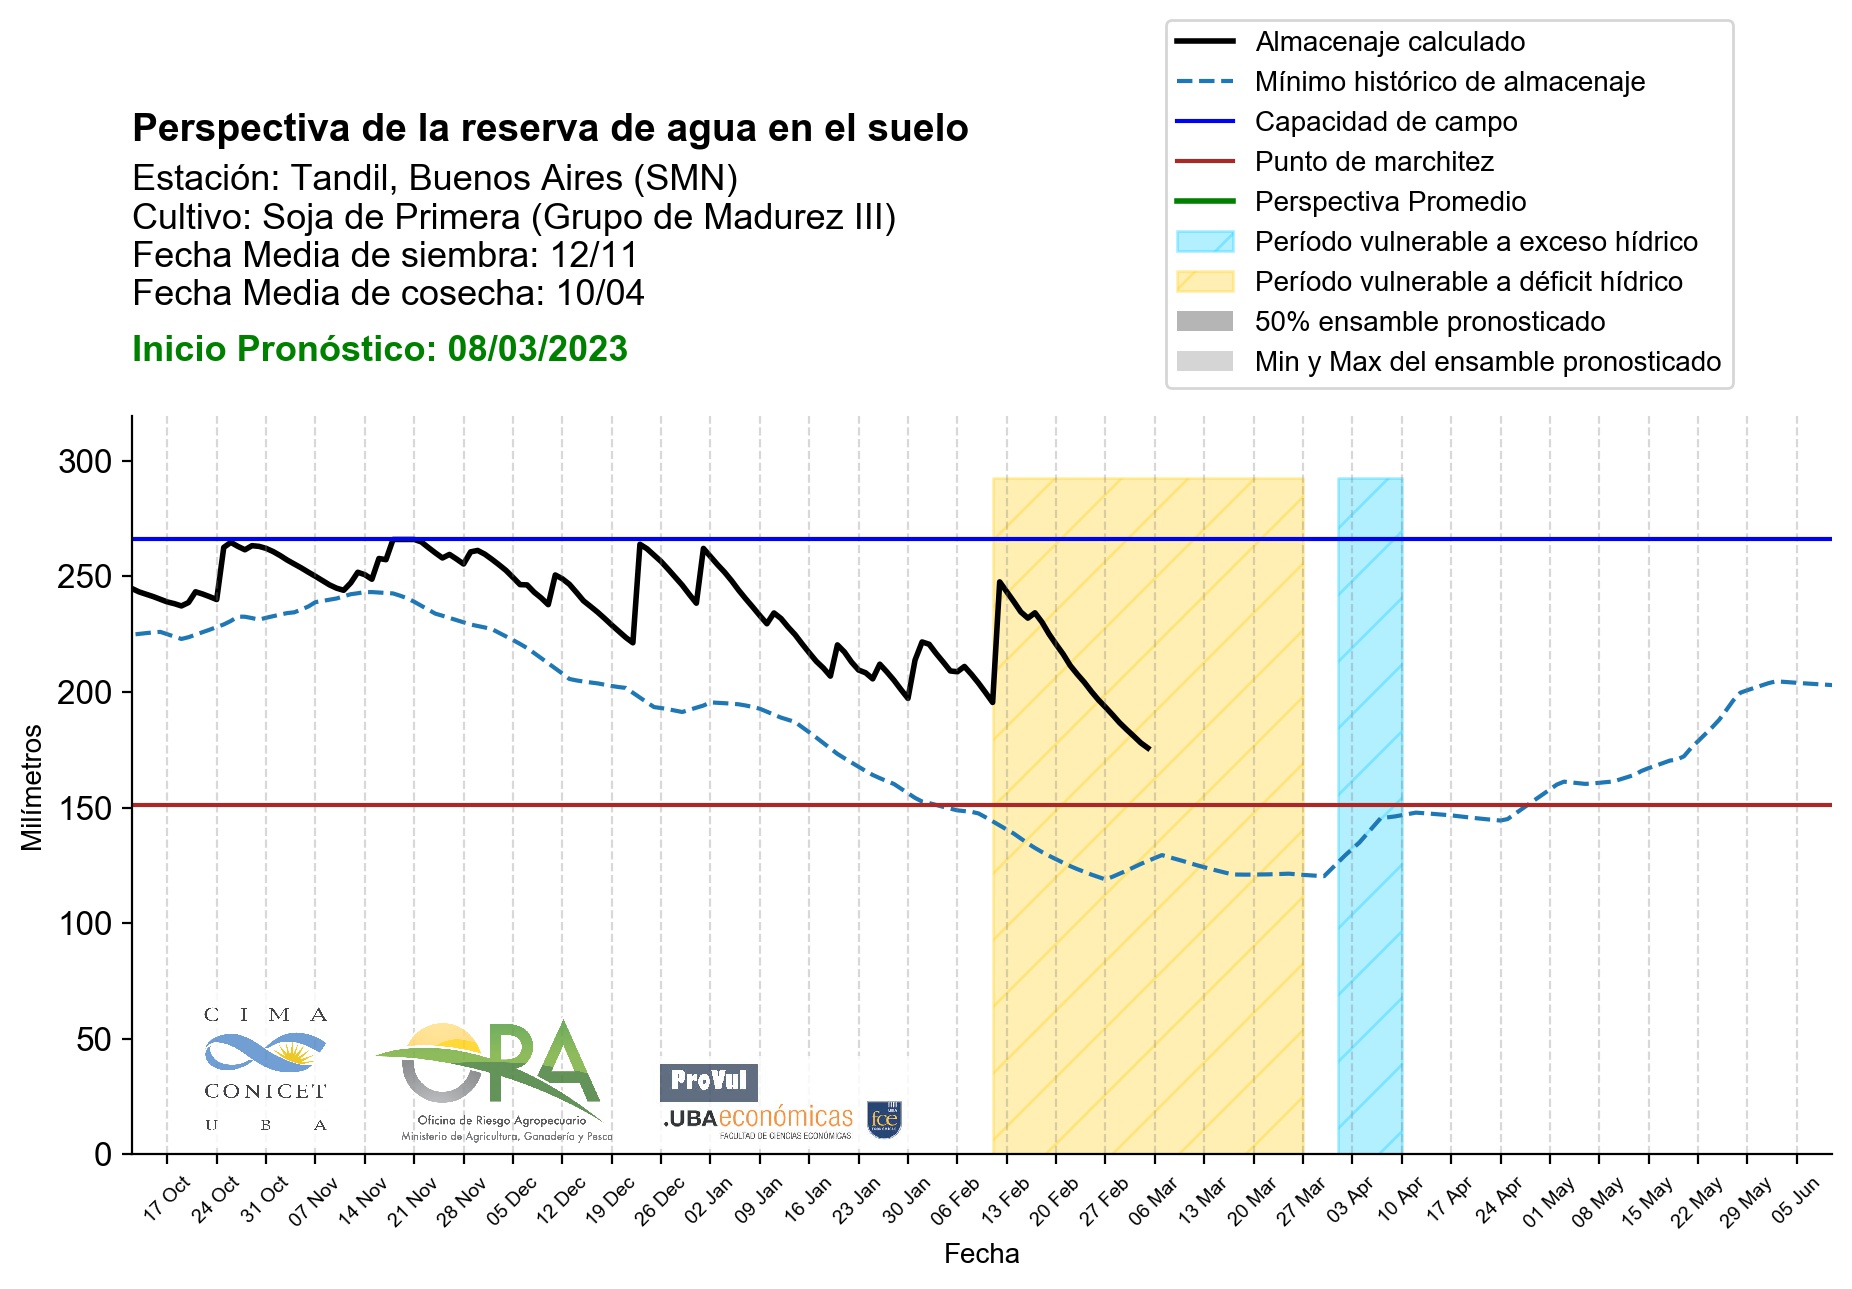 Almacenaje calculado
Mínimo histórico de almacenaje
Capacidad de campo
Punto de marchitez
Perspectiva Promedio
Período vulnerable a exceso hídrico
Período vulnerable a déficit hídrico
50% ensamble pronosticado
Min y Max del ensamble pronosticado
Perspectiva de la reserva de agua en el suelo
Estación: Tandil, Buenos Aires (SMN)
Cultivo: Soja de Primera (Grupo de Madurez III)
Fecha Media de siembra: 12/11
Fecha Media de cosecha: 10/04
Inicio Pronóstico: 08/03/2023
300
250
200
150
100
50
0
Milímetros
C I M A
CONICET
U B A
ORA
Oficina de Riesgo Agropecuario
Ministerio de Agricultura, Ganadería y Pesca
ProVul
.UBAeconómicas
FACULTAD DE CIENCIAS ECONÓMICAS
UBA
fce
ECONÓMICAS
17 Oct
24 Oct
31 Oct
07 Nov
14 Nov
21 Nov
28 Nov
05 Dec
12 Dec
19 Dec
26 Dec
02 Jan
09 Jan
16 Jan
23 Jan
30 Jan
06 Feb
13 Feb
20 Feb
27 Feb
06 Mar
13 Mar
20 Mar
27 Mar
03 Apr
10 Apr
17 Apr
24 Apr
01 May
08 May
15 May
22 May
29 May
05 Jun
Fecha